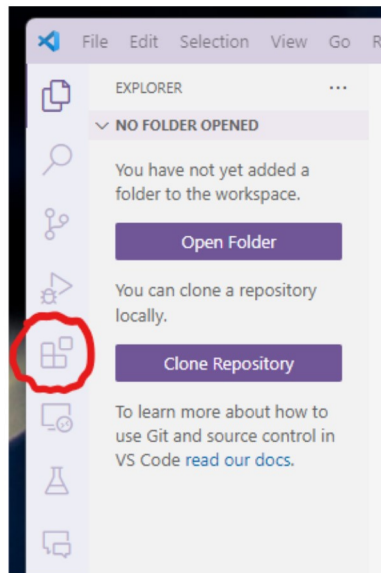 File Edit Selection View Go R
EXPLORER ...
NO FOLDER OPENED
You have not yet added a
folder to the workspace.
Open Folder
You can clone a repository
locally.
Clone Repository
To learn more about how to
use Git and source control in
VS Code read our docs.